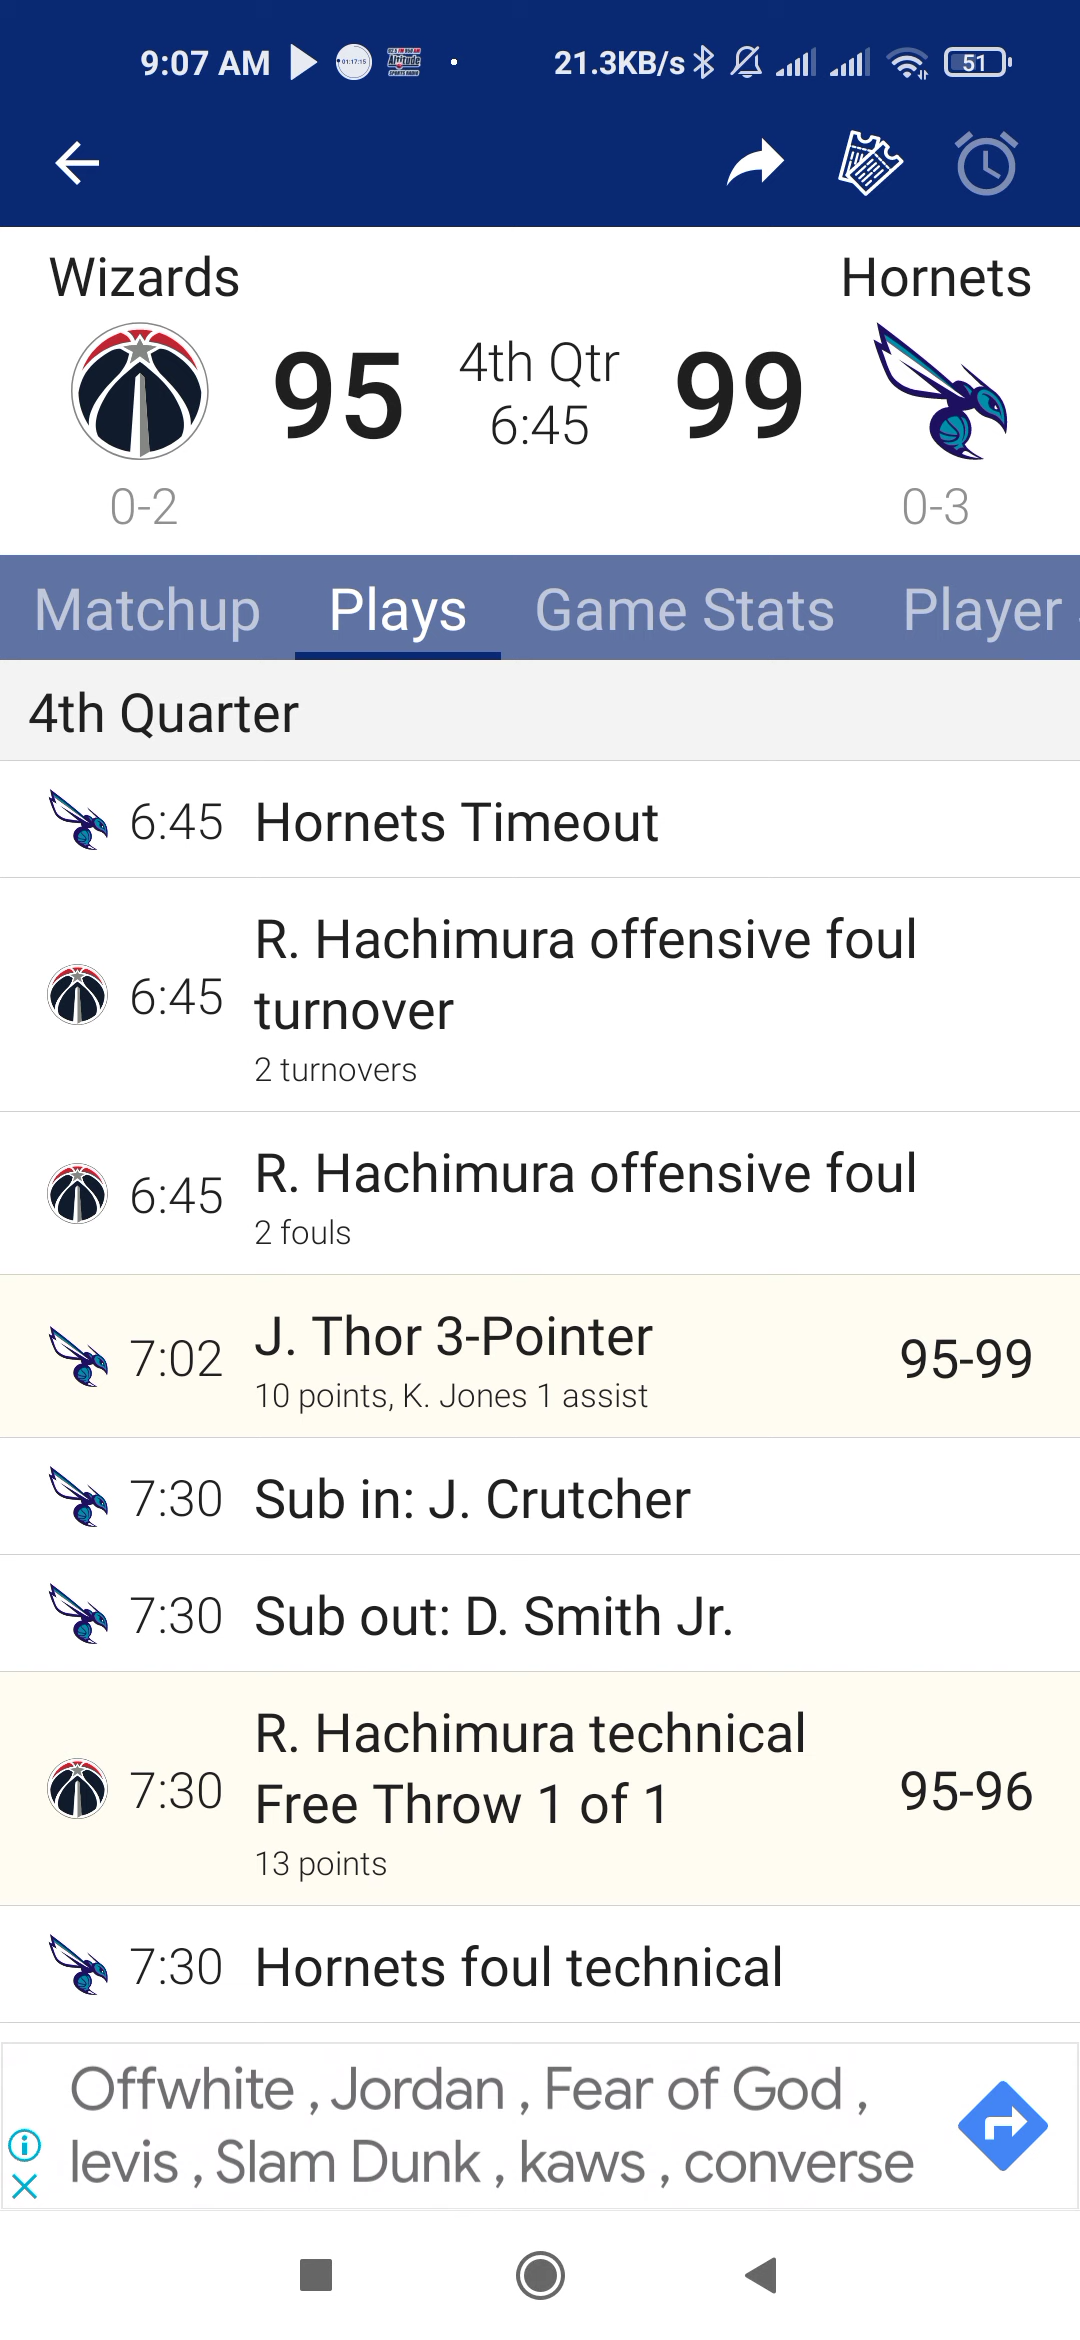 9:07 AM
21.3KB/s
51
Wizards
Hornets
95
4th Qtr
6:45
99
0-2
0-3
Matchup
Plays
Game Stats
Player
4th Quarter
6:45 Hornets Timeout
R. Hachimura offensive foul
6:45
turnover
2 turnovers
R. Hachimura offensive foul
6:45
2 fouls
J. Thor 3-Pointer
7:02
95-99
10 points, K. Jones 1 assist
7:30 Sub in: J. Crutcher
7:30 Sub out: D. Smith Jr.
R. Hachimura technical
7:30
Free Throw 1 of 1
95-96
13 points
7:30 Hornets foul technical
Offwhite , Jordan , Fear of God ,
levis , Slam Dunk , kaws , converse